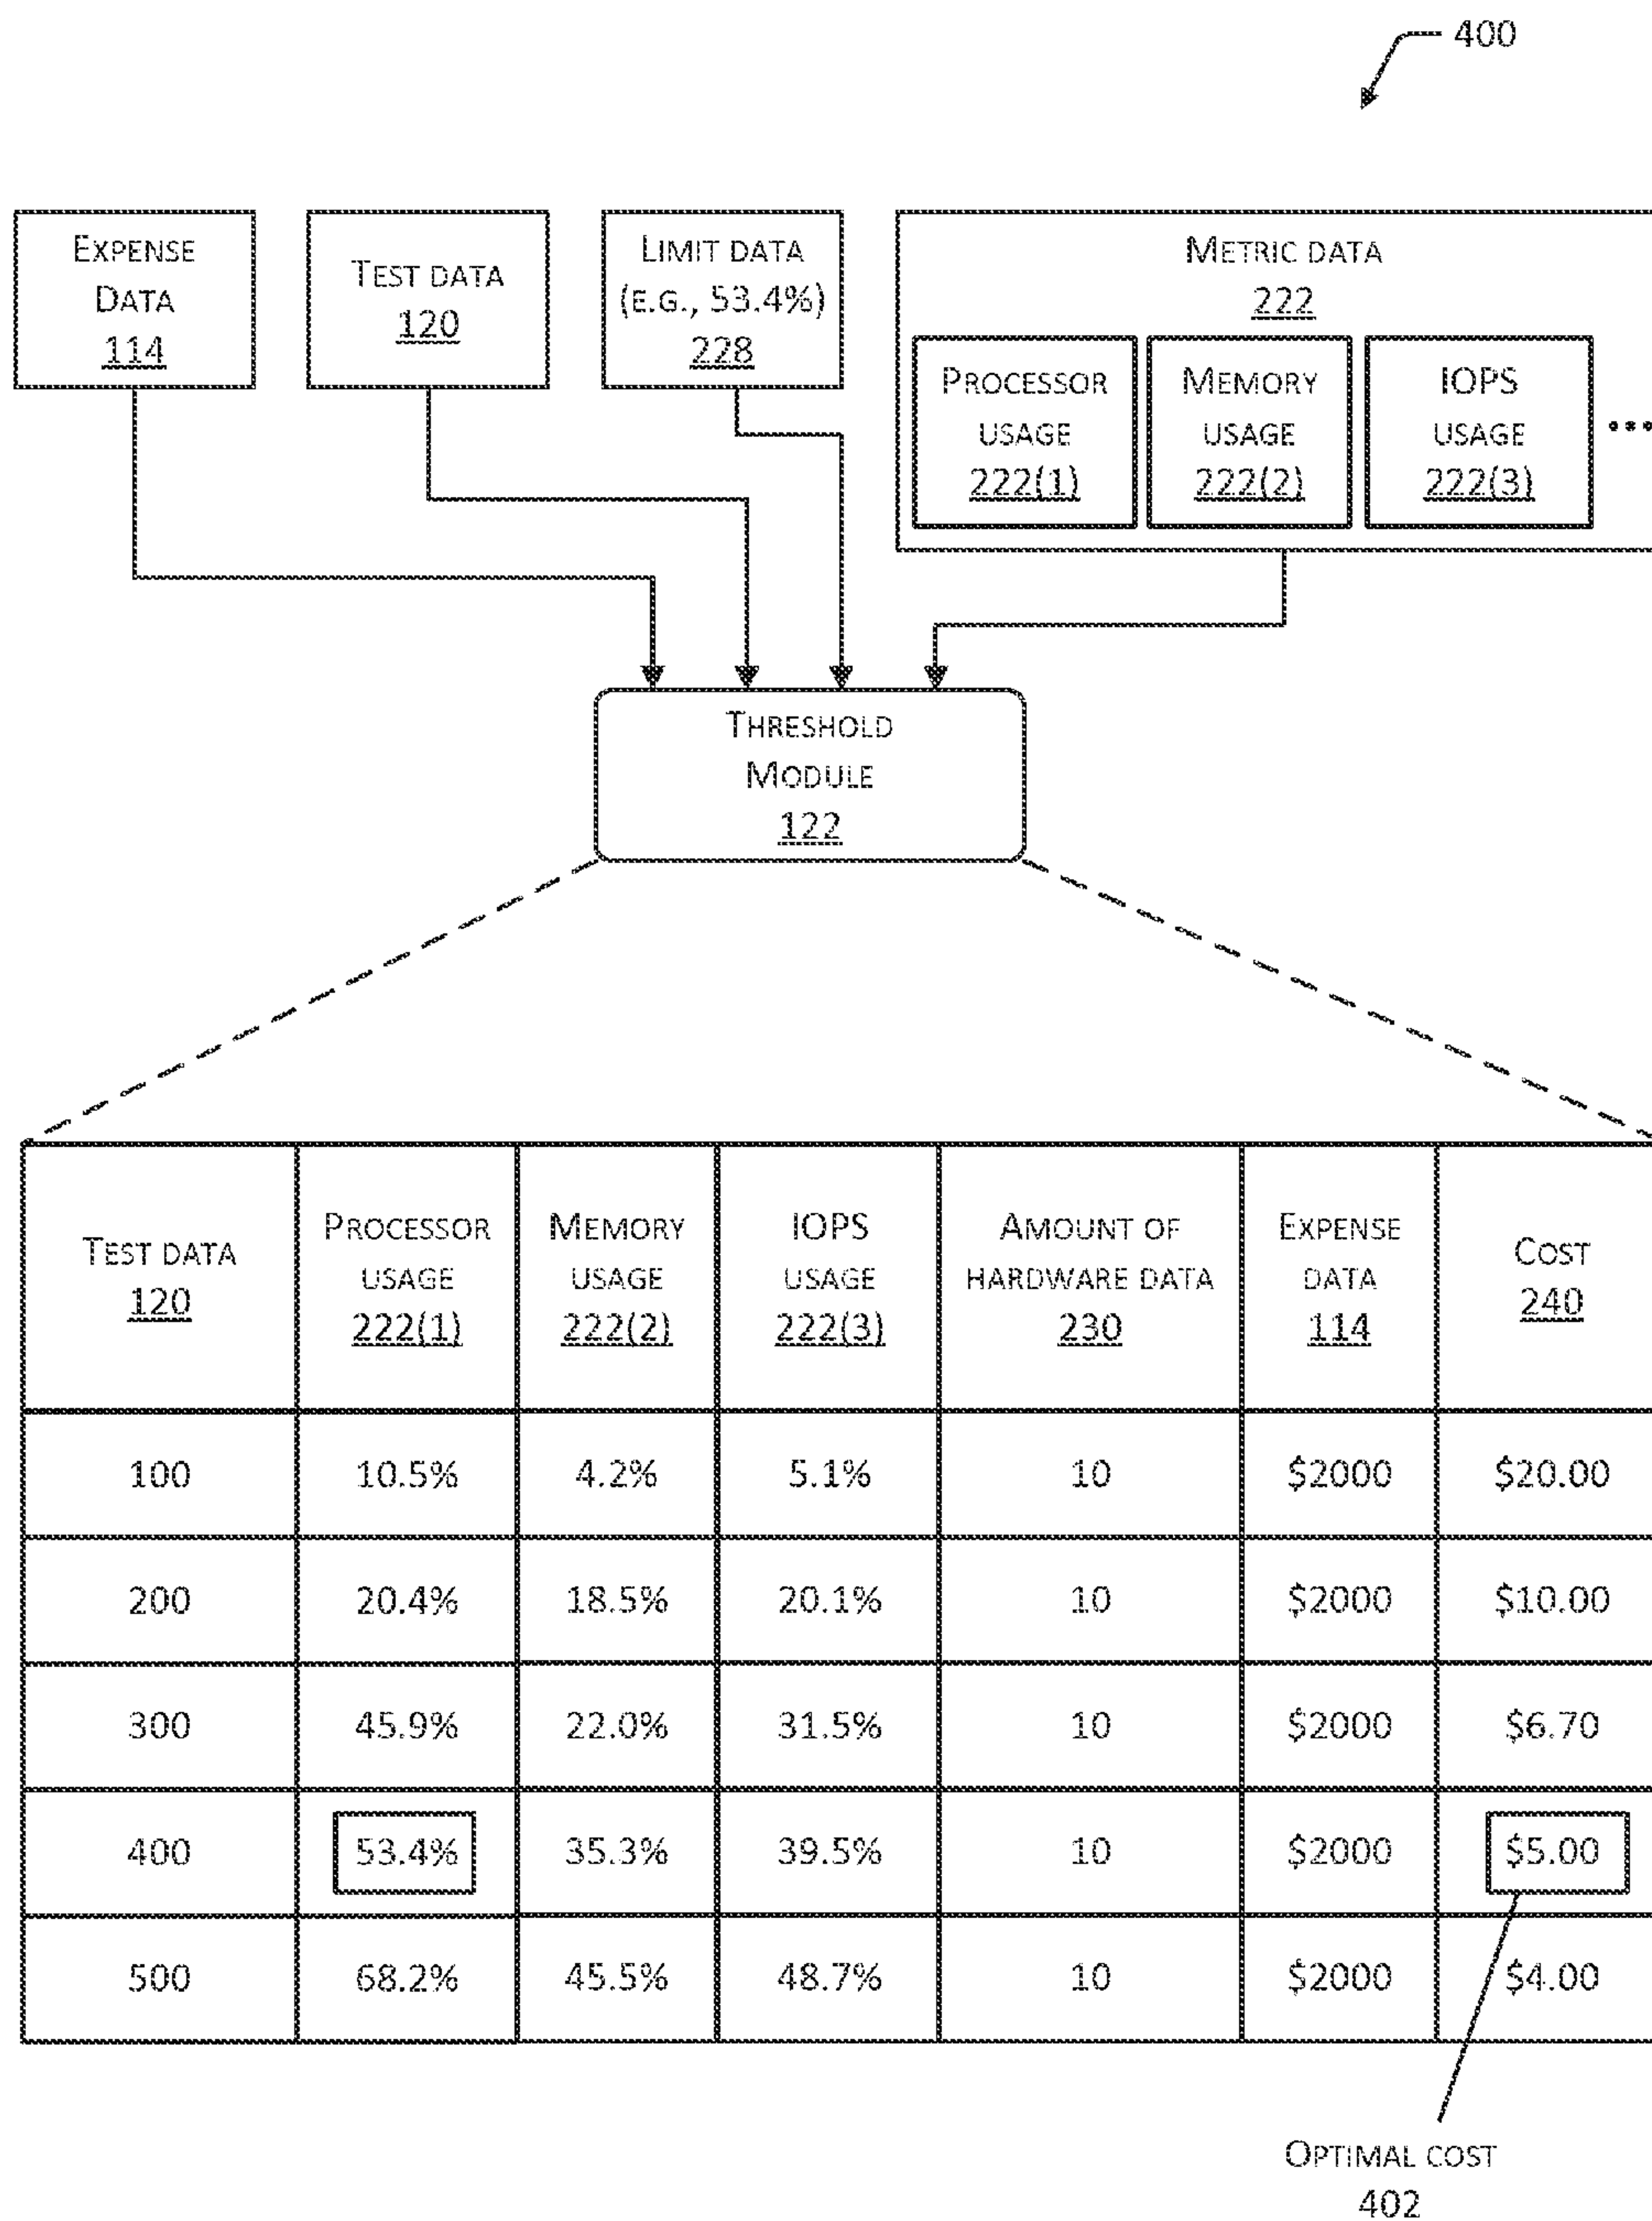 400
EXPENSE
DATA
114
TEST DATA
120
LIMIT DATA
(E.G., 53.4%)
228
METRIC DATA
222
PROCESSOR
USAGE
222(1)
MEMORY
USAGE
222(2)
IOPS
USAGE
222(3)
...
THRESHOLD
MODULE
122
TEST DATA
120
PROCESSOR
USAGE
222(1)
MEMORY
USAGE
222(2)
IOPS
USAGE
222(3)
AMOUNT OF
HARDWARE DATA
230
EXPENSE
DATA
114
COST
240
100 10.5% 4.2% 5.1% 10 $2000 $20.00
200 20.4% 18.5% 20.1% 10 $2000 $10.00
300 45.9% 22.0% 31.5% 10 $2000 $6.70
400 53.4% 35.3% 39.5% 10 $2000 $5.00
500 68.2% 45.5% 48.7% 10 $2000 $4.00
OPTIMAL COST
402